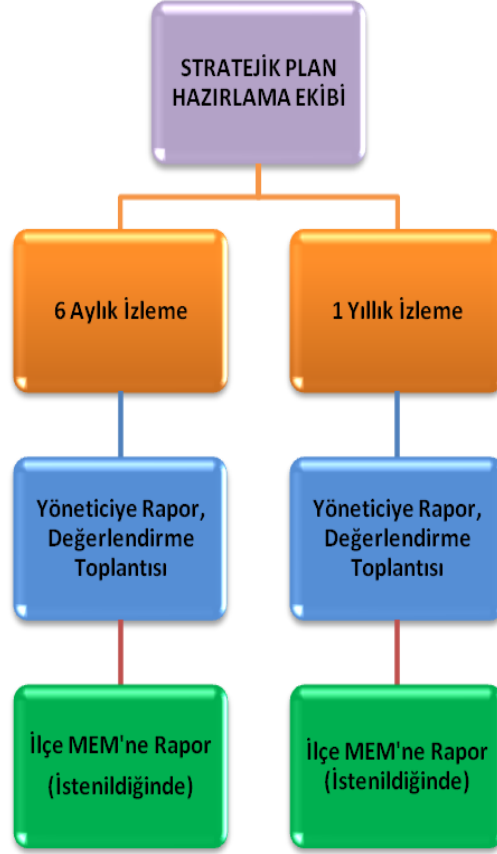 STRATEJİK PLAN
HAZIRLAMA EKİBİ
6 Aylık İzleme
1 Yıllık İzleme
Yöneticiye Rapor,
Değerlendirme
Toplantısı
Yöneticiye Rapor,
Değerlendirme
Toplantısı
İlçe MEM'ne Rapor
(İstenildiğinde)
İlçe MEM'ne Rapor
(İstenildiğinde)